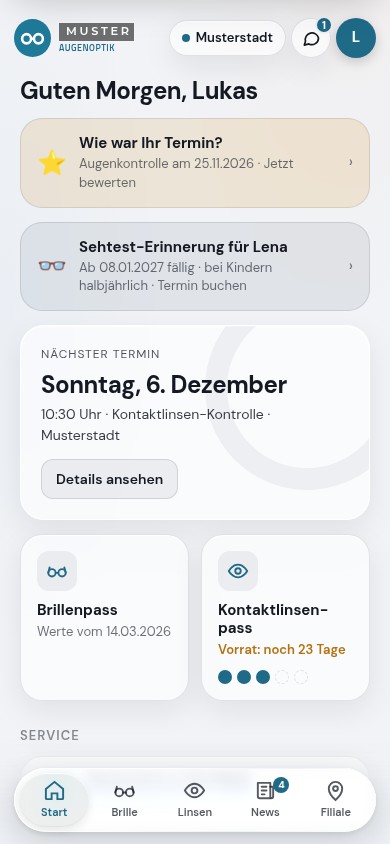 MUSTER
AUGENOPTIK
Musterstadt
1
L
Guten Morgen, Lukas
Wie war Ihr Termin?
Augenkontrolle am 25.11.2026 · Jetzt
bewerten
›
Sehtest-Erinnerung für Lena
Ab 08.01.2027 fällig · bei Kindern
halbjährlich · Termin buchen
›
NÄCHSTER TERMIN
Sonntag, 6. Dezember
10:30 Uhr · Kontaktlinsen-Kontrolle ·
Musterstadt
Details ansehen
Brillenpass
Werte vom 14.03.2026
Kontaktlinsen-
pass
Vorrat: noch 23 Tage
SERVICE
Start
Brille
Linsen
4
News
Filiale